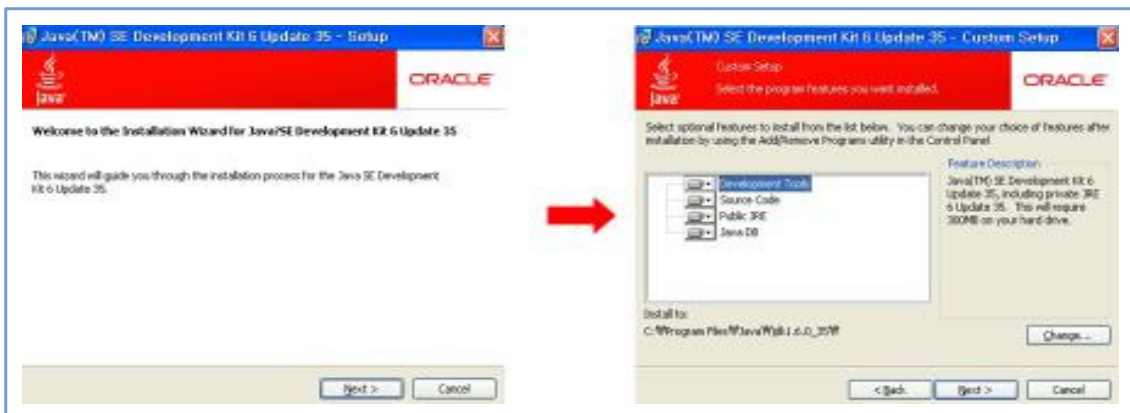 Java(TM) SE Development Kit 6 Update 35 - Setup
Java
ORACLE
Welcome to the Installation Wizard for Java SE Development Kit 6 Update 35
This wizard will guide you through the installation process for the Java SE Development
Kit 6 Update 35.
Next >
Cancel
Java(TM) SE Development Kit 6 Update 35 - Custom Setup
Java
Custom Setup
Select the program features you want installed.
ORACLE
Select optional features to install from the list below. You can change your choice of features after
installation by using the Add/Remove Programs utility in the Control Panel
Development Tools
Source Code
Public JRE
Java DB
Feature Description
Java(TM) SE Development Kit 6
Update 35, including private JRE
6 Update 35. This will require
300MB on your hard drive.
Install to:
C:₩Program Files₩Java₩jdk1.6.0_35₩
Change...
< Back
Next >
Cancel